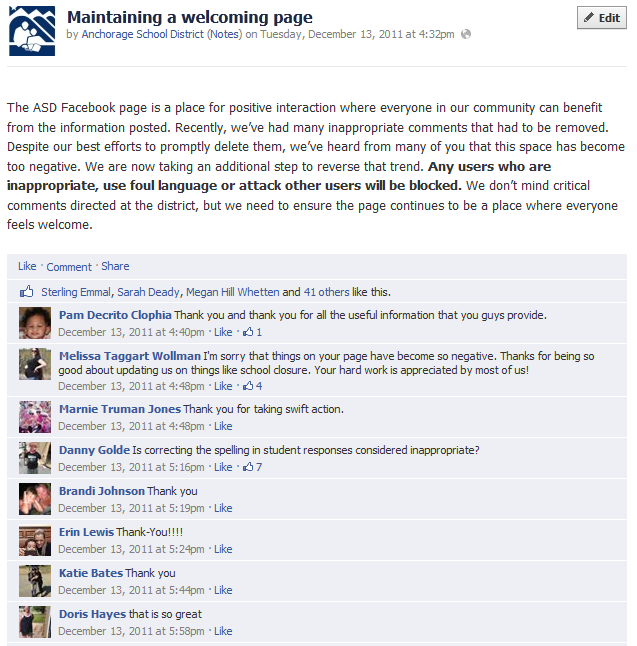 Maintaining a welcoming page
Edit
by Anchorage School District (Notes) on Tuesday, December 13, 2011 at 4:32pm
The ASD Facebook page is a place for positive interaction where everyone in our community can benefit
from the information posted. Recently, we've had many inappropriate comments that had to be removed.
Despite our best efforts to promptly delete them, we've heard from many of you that this space has become
too negative. We are now taking an additional step to reverse that trend. Any users who are
inappropriate, use foul language or attack other users will be blocked. We don't mind critical
comments directed at the district, but we need to ensure the page continues to be a place where everyone
feels welcome.
Like · Comment · Share
Sterling Emmal, Sarah Deady, Megan Hill Whetten and 41 others like this.
Pam Decrito Clophia Thank you and thank you for all the useful information that you guys provide.
December 13, 2011 at 4:40pm · Like · 1
Melissa Taggart Wollman I'm sorry that things on your page have become so negative. Thanks for being so
good about updating us on things like school closure. Your hard work is appreciated by most of us!
December 13, 2011 at 4:48pm · Like · 4
Marnie Truman Jones Thank you for taking swift action.
December 13, 2011 at 4:48pm · Like
Danny Golde Is correcting the spelling in student responses considered inappropriate?
December 13, 2011 at 5:16pm · Like · 7
Brandi Johnson Thank you
December 13, 2011 at 5:19pm · Like
Erin Lewis Thank-You!!!!
December 13, 2011 at 5:24pm · Like
Katie Bates Thank you
December 13, 2011 at 5:44pm · Like
Doris Hayes that is so great
December 13, 2011 at 5:58pm · Like